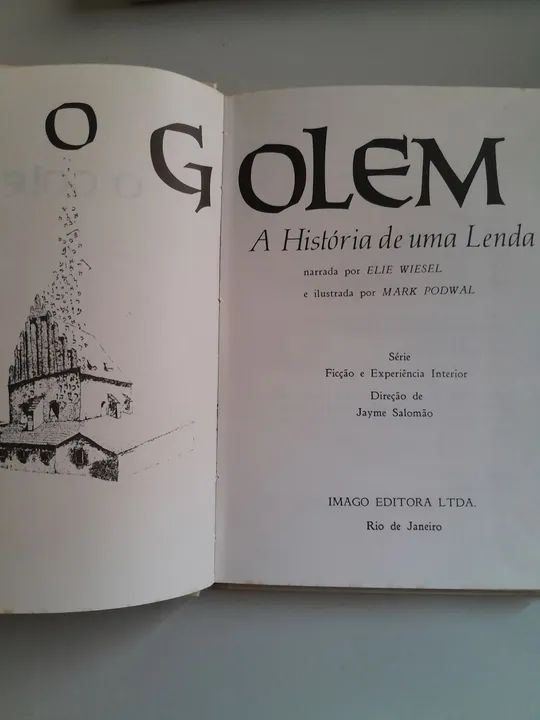 O GOLEM
A História de uma Lenda
narrada por ELIE WIESEL
e ilustrada por MARK PODWAL
Série
Ficção e Experiência Interior
Direção de
Jayme Salomão
IMAGO EDITORA LTDA.
Rio de Janeiro